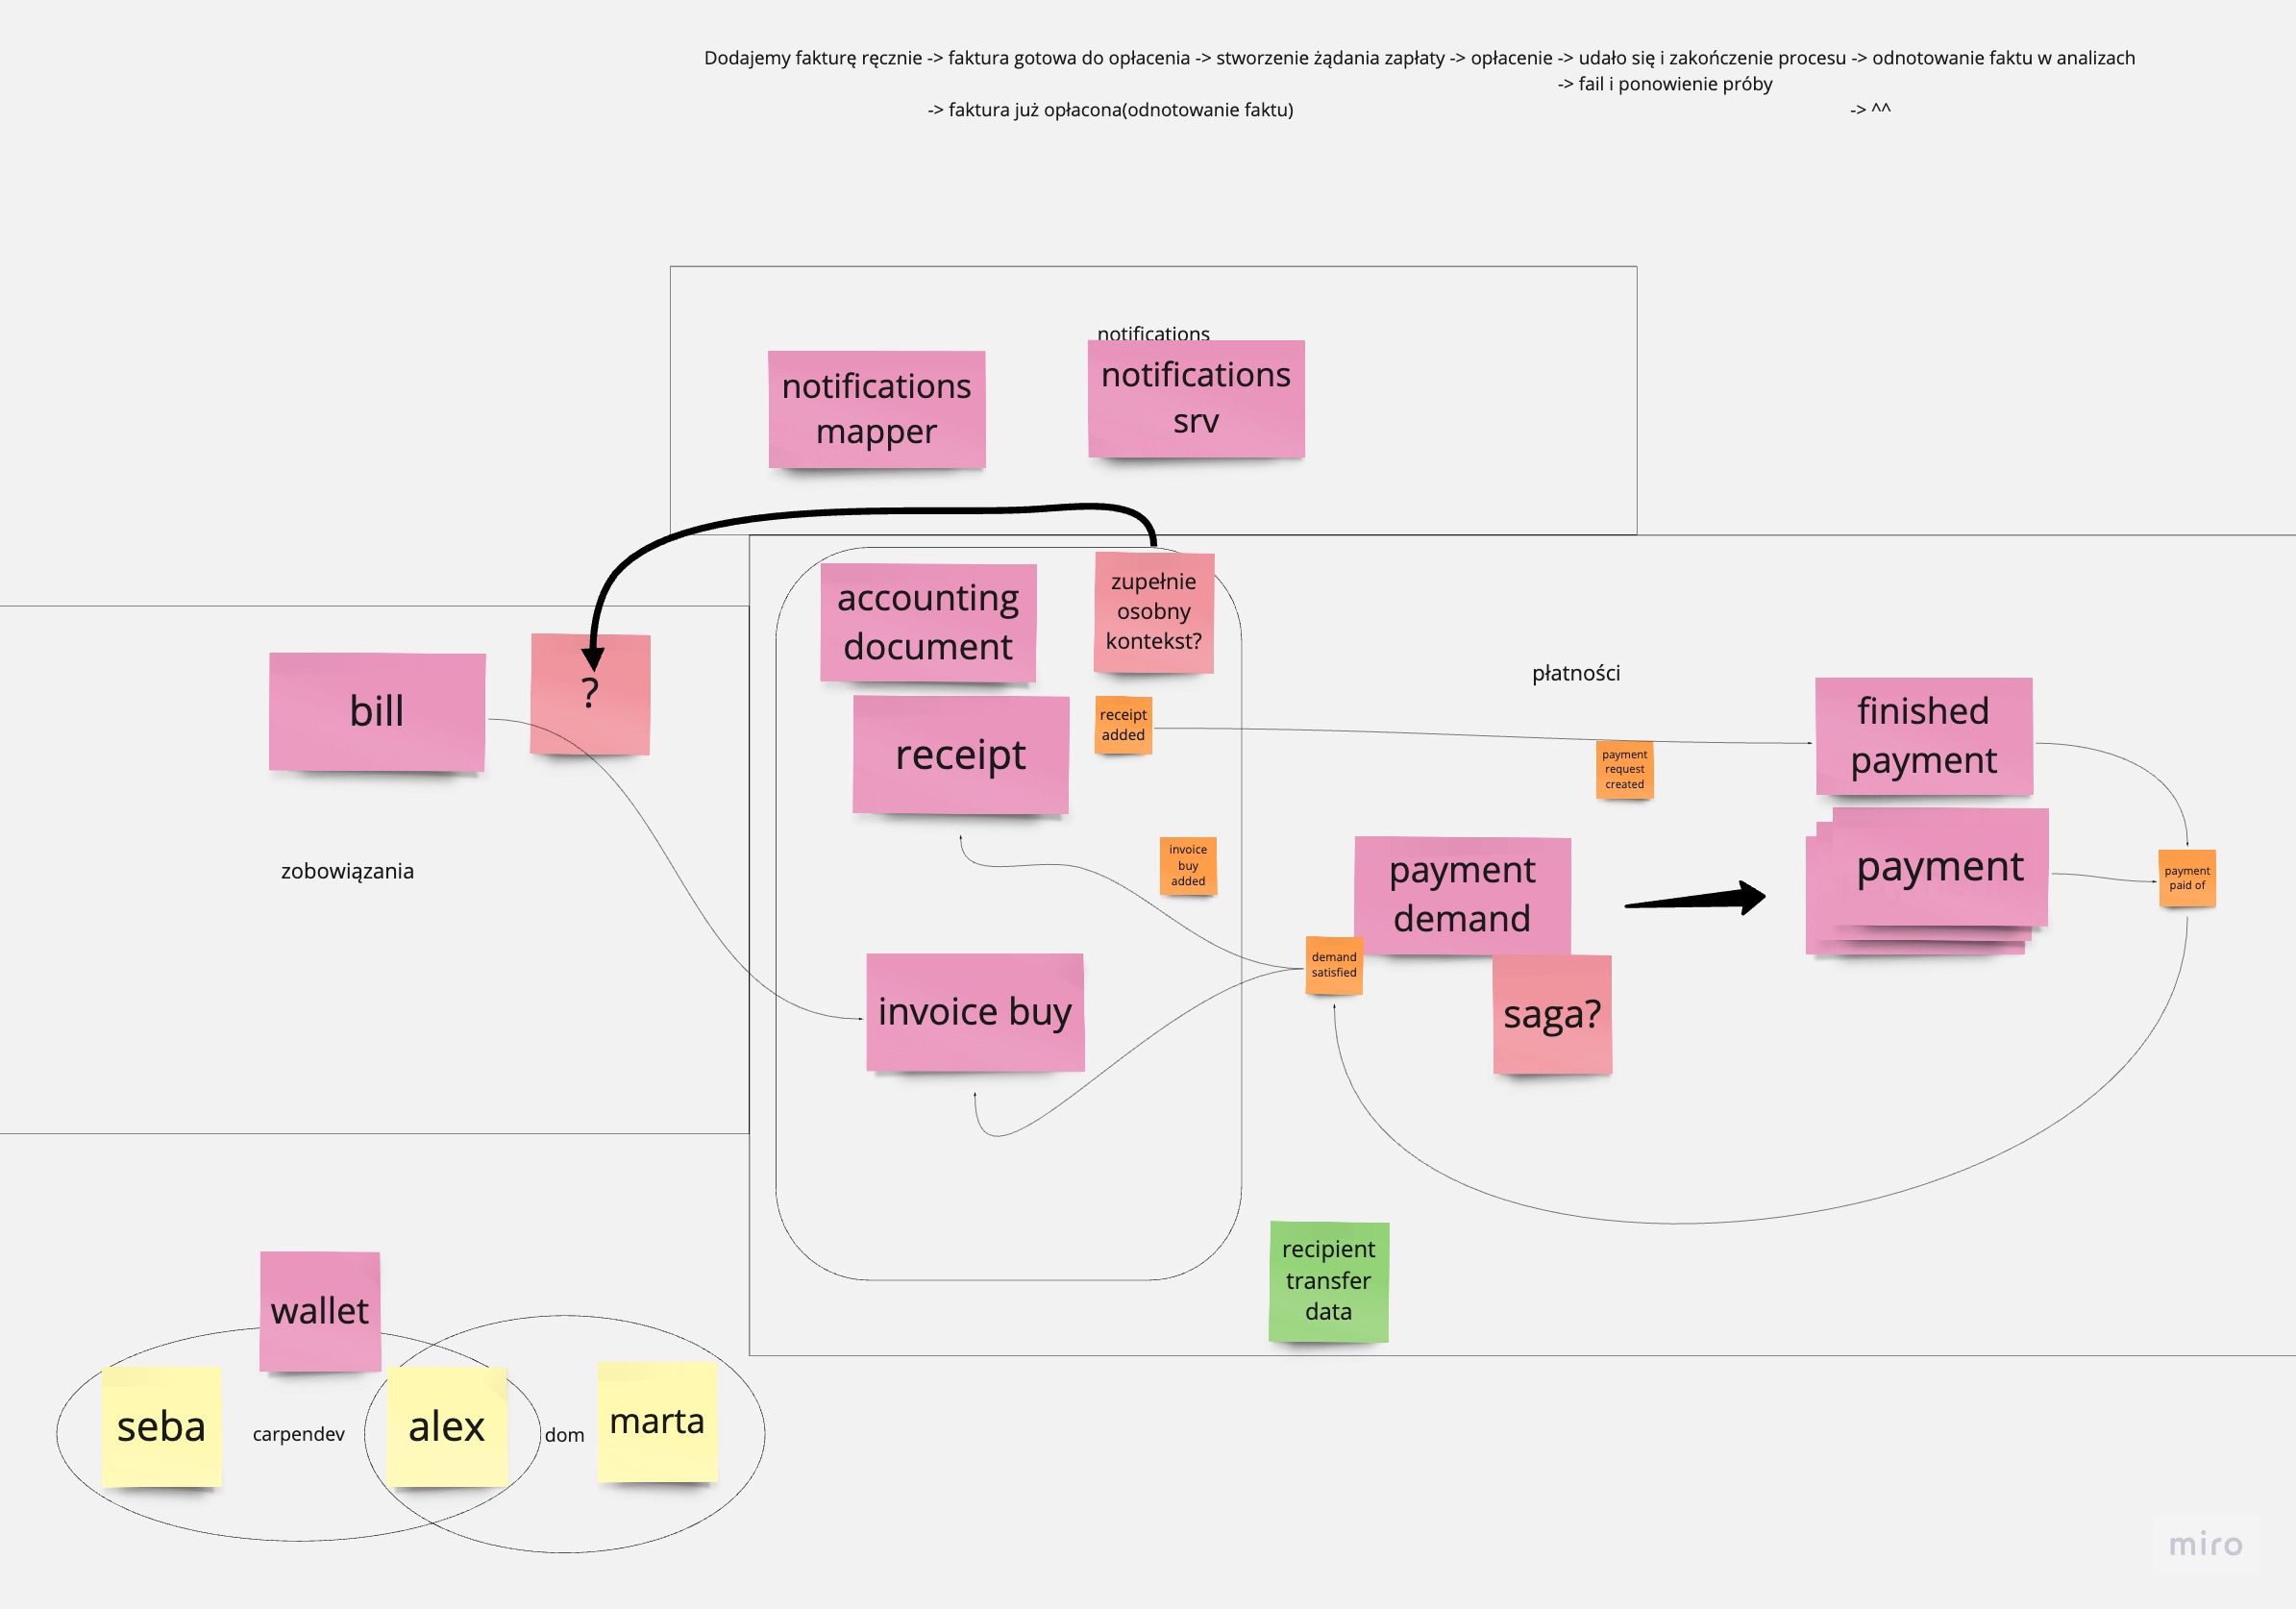 Dodajemy fakturę ręcznie -> faktura gotowa do opłacenia -> stworzenie żądania zapłaty -> opłacenie -> udało się i zakończenie procesu -> odnotowanie faktu w analizach
-> fail i ponowienie próby
-> faktura już opłacona(odnotowanie faktu)
-> ^^
notifications
notifications
mapper
notifications
srv
accounting
document
zupełnie
osobny
kontekst?
bill
?
zobowiązania
receipt
receipt
added
płatności
payment
request
created
finished
payment
invoice
buy
added
payment
demand
payment
payment
paid of
demand
satisfied
saga?
invoice buy
recipient
transfer
data
wallet
seba
carpendev
alex
dom
marta
miro